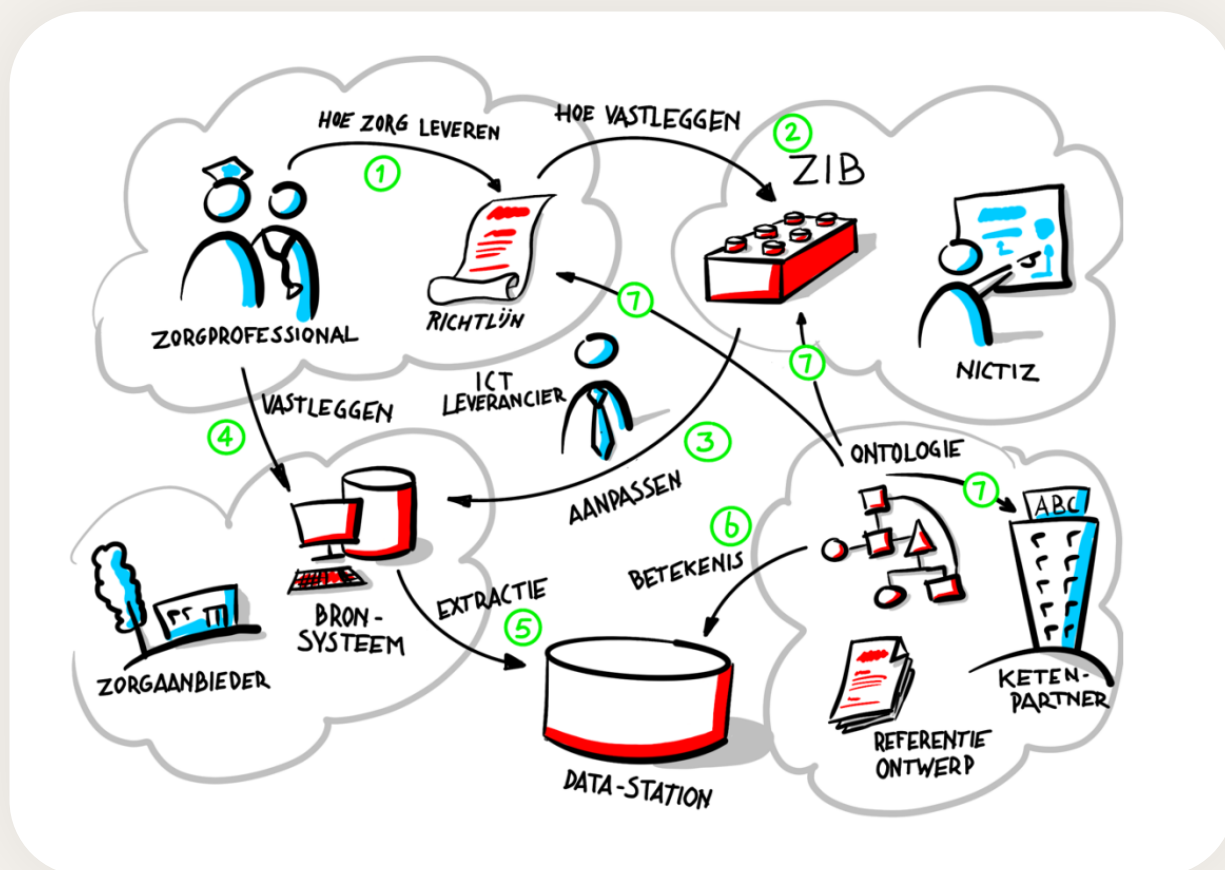 HOE ZORG LEVEREN
1
HOE VASTLEGGEN
2
ZIB
ZORGPROFESSIONAL
RICHTLIJN
7
7
NICTIZ
ICT
LEVERANCIER
VASTLEGGEN
4
3
AANPASSEN
ONTOLOGIE
7
ABC
6
BETEKENIS
EXTRACTIE
5
BRON-
SYSTEEM
ZORGAANBIEDER
KETEN-
PARTNER
REFERENTIE
ONTWERP
DATA-STATION